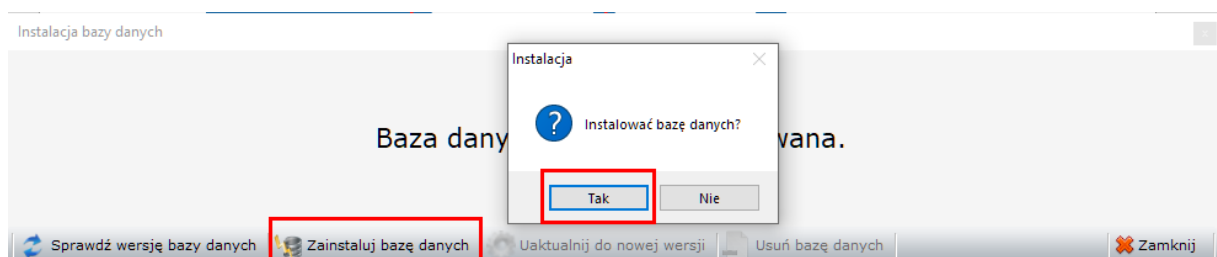 Instalacja bazy danych
Instalacja
Instalować bazę danych?
Baza dany
wana.
Tak Nie
Sprawdź wersję bazy danych Zainstaluj bazę danych Uaktualnij do nowej wersji Usuń bazę danych Zamknij